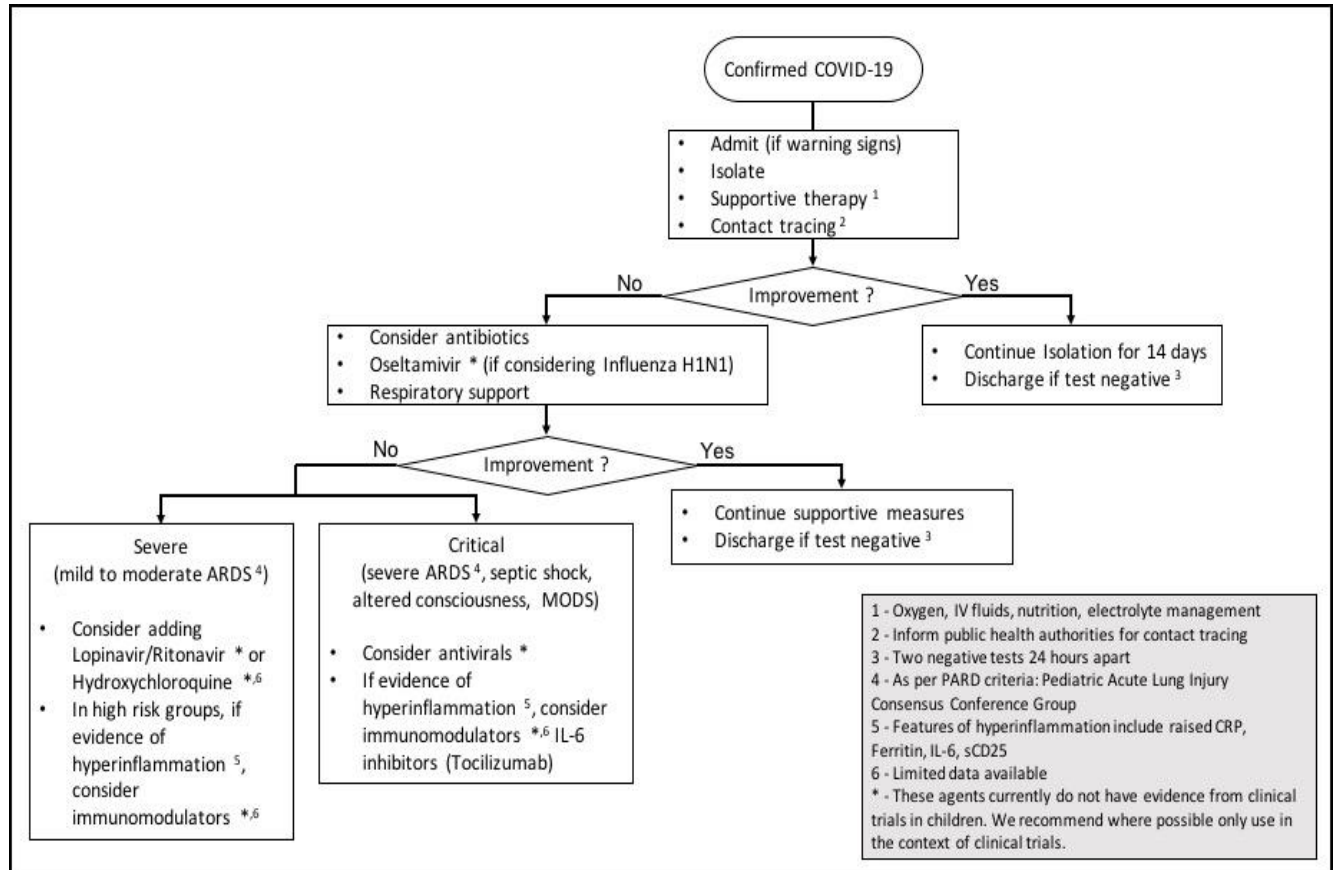 Confirmed COVID-19
• Admit (if warning signs)
• Isolate
• Supportive therapy 1
• Contact tracing 2
Improvement ?
No
Yes
• Consider antibiotics
• Oseltamivir * (if considering Influenza H1N1)
• Respiratory support
• Continue Isolation for 14 days
• Discharge if test negative 3
Improvement ?
No
Yes
• Continue supportive measures
• Discharge if test negative 3
Severe
(mild to moderate ARDS 4)
• Consider adding
Lopinavir/Ritonavir * or
Hydroxychloroquine *,6
• In high risk groups, if
evidence of
hyperinflammation 5,
consider
immunomodulators *,6
Critical
(severe ARDS 4, septic shock,
altered consciousness, MODS)
• Consider antivirals *
• If evidence of
hyperinflammation 5, consider
immunomodulators *,6 IL-6
inhibitors (Tocilizumab)
1 - Oxygen, IV fluids, nutrition, electrolyte management
2 - Inform public health authorities for contact tracing
3 - Two negative tests 24 hours apart
4 - As per PARD criteria: Pediatric Acute Lung Injury
Consensus Conference Group
5 - Features of hyperinflammation include raised CRP,
Ferritin, IL-6, sCD25
6 - Limited data available
* - These agents currently do not have evidence from clinical
trials in children. We recommend where possible only use in
the context of clinical trials.